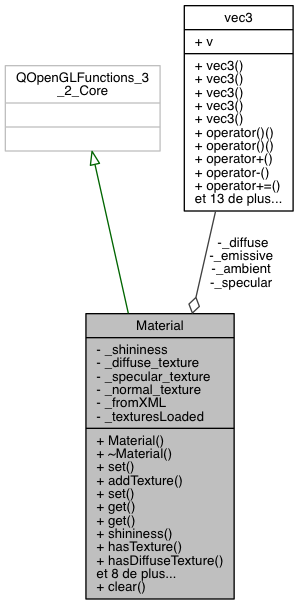 vec3
+ v
+ vec3()
+ vec3()
+ vec3()
+ vec3()
+ vec3()
+ operator()()
+ operator()()
+ operator+()
+ operator-()
+ operator+=()
et 13 de plus...
QOpenGLFunctions_3
_2_Core
-_diffuse
-_emissive
-_ambient
-_specular
Material
- _shininess
- _diffuse_texture
- _specular_texture
- _normal_texture
- _fromXML
- _texturesLoaded
+ Material()
+ ~Material()
+ set()
+ addTexture()
+ set()
+ get()
+ get()
+ shininess()
+ hasTexture()
+ hasDiffuseTexture()
et 8 de plus...
+ clear()